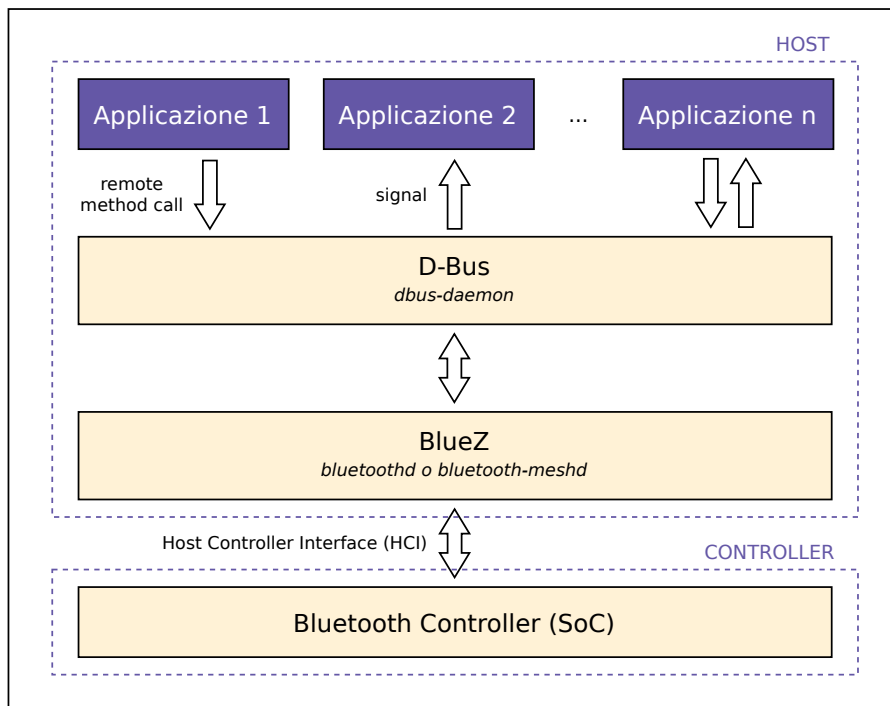 HOST
Applicazione 1
Applicazione 2
...
Applicazione n
remote
method call
signal
D-Bus
dbus-daemon
BlueZ
bluetoothd o bluetooth-meshd
Host Controller Interface (HCI)
CONTROLLER
Bluetooth Controller (SoC)